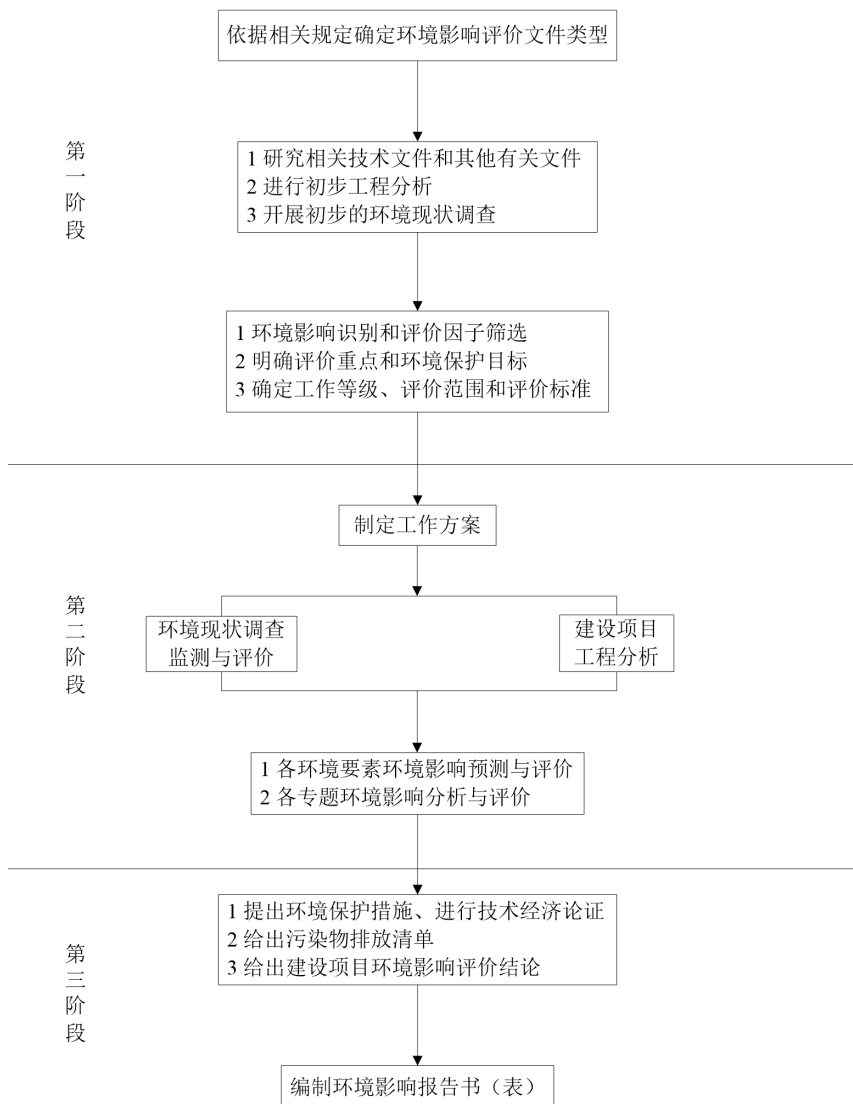 依据相关规定确定环境影响评价文件类型
第一阶段
1 研究相关技术文件和其他有关文件
2 进行初步工程分析
3 开展初步的环境现状调查
1 环境影响识别和评价因子筛选
2 明确评价重点和环境保护目标
3 确定工作等级、评价范围和评价标准
制定工作方案
第二阶段
环境现状调查
监测与评价
建设项目
工程分析
1 各环境要素环境影响预测与评价
2 各专题环境影响分析与评价
第三阶段
1 提出环境保护措施、进行技术经济论证
2 给出污染物排放清单
3 给出建设项目环境影响评价结论
编制环境影响报告书（表）